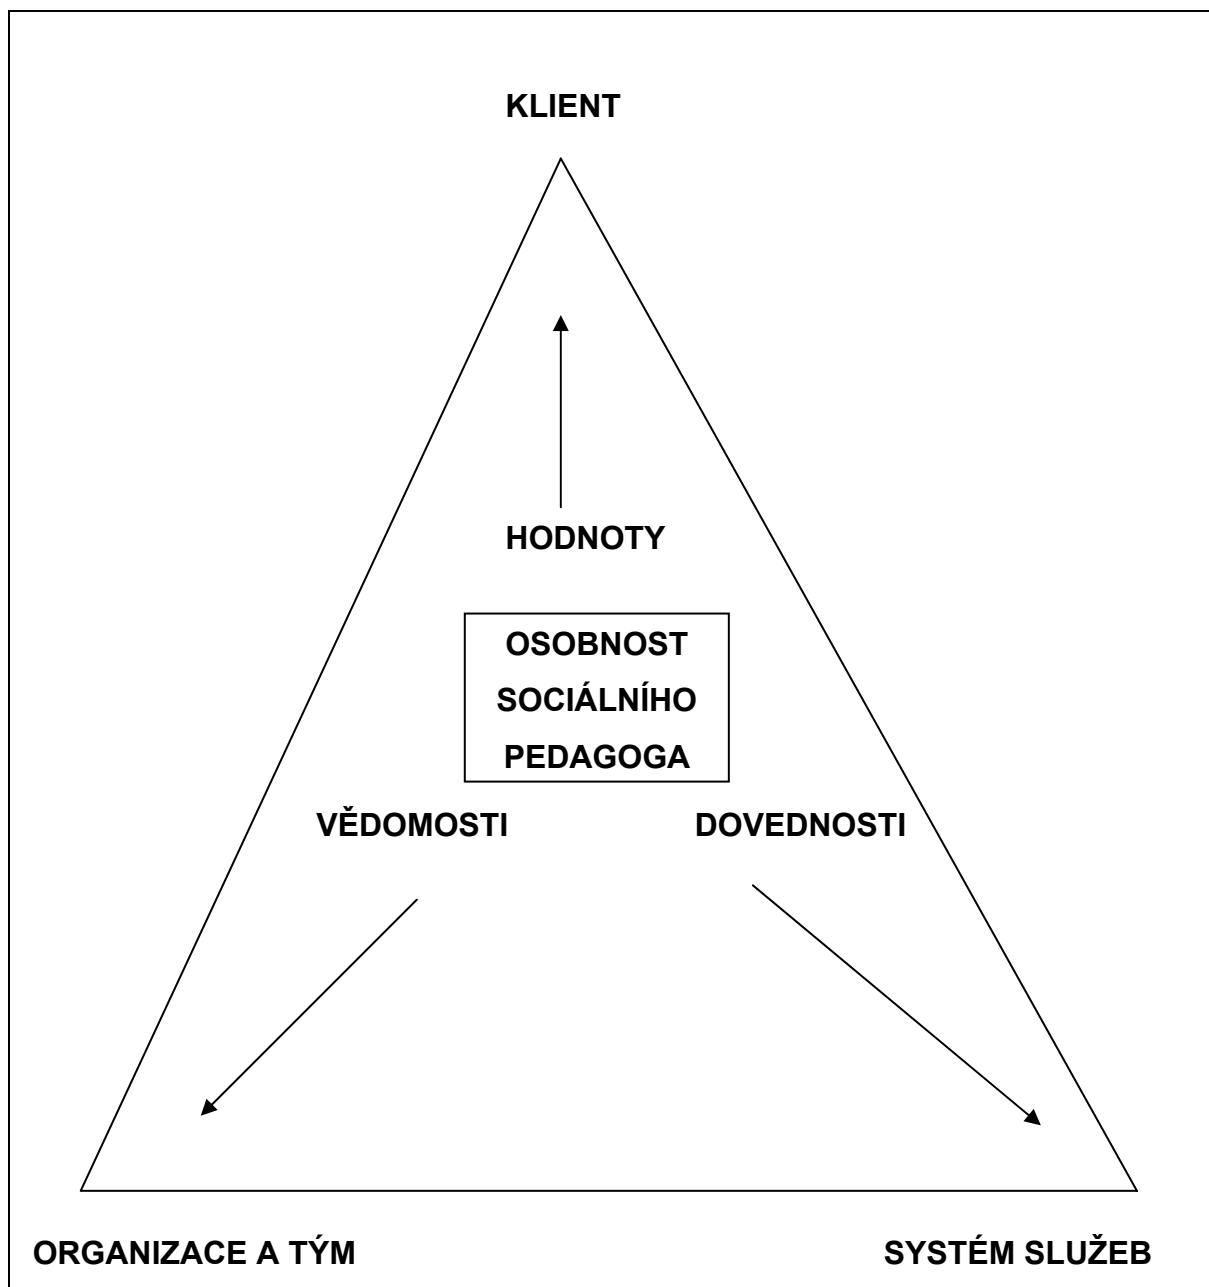 KLIENT
HODNOTY
OSOBNOST
SOCIÁLNÍHO
PEDAGOGA
VĚDOMOSTI DOVEDNOSTI
ORGANIZACE A TÝM SYSTÉM SLUŽEB